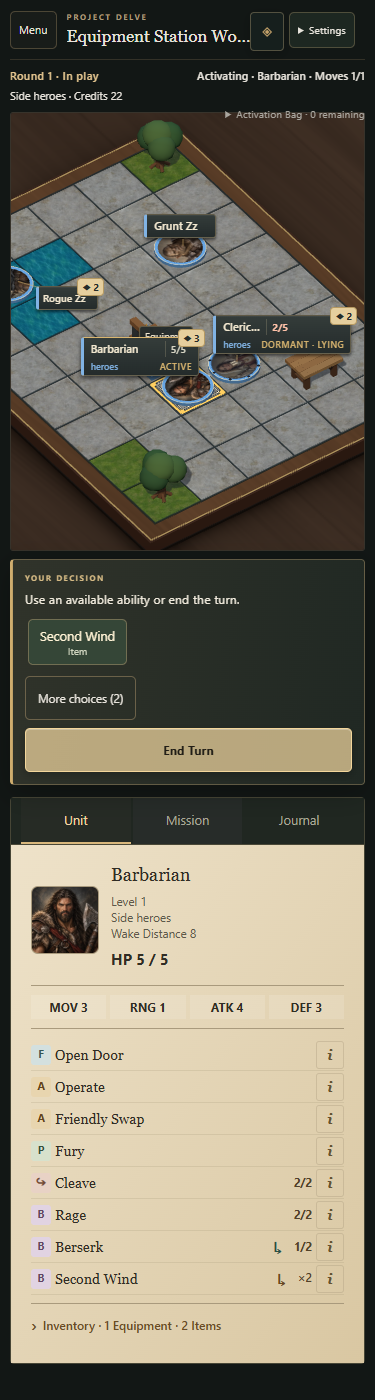 Menu
PROJECT DELVE
Equipment Station Wo...
Settings
Round 1 · In play
Activating · Barbarian · Moves 1/1
Side heroes · Credits 22
Activation Bag · 0 remaining
Grunt Zz
2
Rogue Zz
2
Cleric... 2/5
heroes DORMANT · LYING
3
Barbarian 5/5
heroes ACTIVE
YOUR DECISION
Use an available ability or end the turn.
Second Wind
Item
More choices (2)
End Turn
Unit Mission Journal
Barbarian
Level 1
Side heroes
Wake Distance 8
HP 5 / 5
MOV 3 RNG 1 ATK 4 DEF 3
F Open Door i
A Operate i
A Friendly Swap i
P Fury i
↪ Cleave 2/2 i
B Rage 2/2 i
B Berserk ↳ 1/2 i
B Second Wind ↳ ×2 i
› Inventory · 1 Equipment · 2 Items